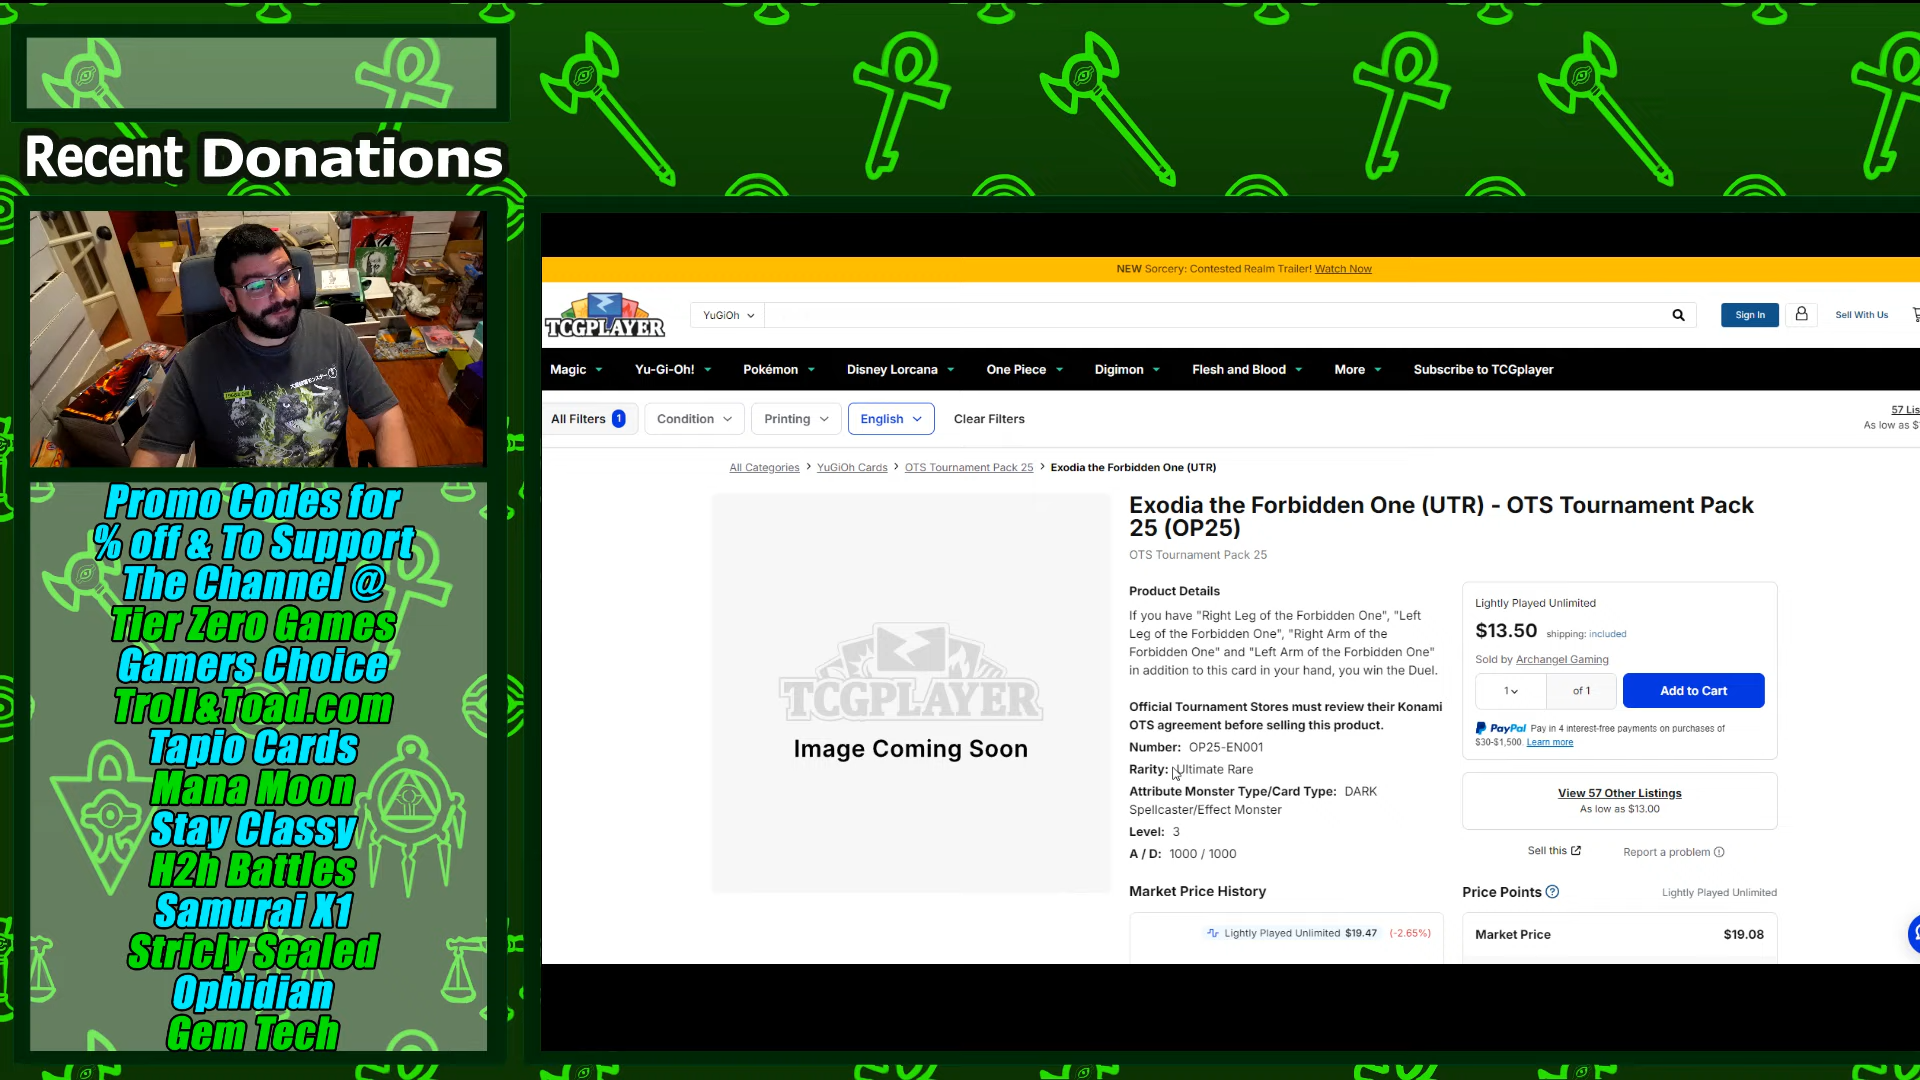 Recent Donations
Promo Codes for
% off & To Support
The Channel @
Tier Zero Games
Gamers Choice
Troll&Toad.com
Tapio Cards
Mana Moon
Stay Classy
H2h Battles
Samurai X1
Stricly Sealed
Ophidian
Gem Tech
NEW Sorcery: Contested Realm Trailer! Watch Now
TCGPLAYER
YuGiOh
Sign In
Sell With Us
Magic
Yu-Gi-Oh!
Pokémon
Disney Lorcana
One Piece
Digimon
Flesh and Blood
More
Subscribe to TCGplayer
All Filters 1
Condition
Printing
English
Clear Filters
57 Lis
As low as $
All Categories > YuGiOh Cards > OTS Tournament Pack 25 > Exodia the Forbidden One (UTR)
TCGPLAYER
Image Coming Soon
Exodia the Forbidden One (UTR) - OTS Tournament Pack
25 (OP25)
OTS Tournament Pack 25
Product Details
If you have "Right Leg of the Forbidden One", "Left
Leg of the Forbidden One", "Right Arm of the
Forbidden One" and "Left Arm of the Forbidden One"
in addition to this card in your hand, you win the Duel.
Official Tournament Stores must review their Konami
OTS agreement before selling this product.
Number: OP25-EN001
Rarity: Ultimate Rare
Attribute Monster Type/Card Type: DARK
Spellcaster/Effect Monster
Level: 3
A / D: 1000 / 1000
Market Price History
Lightly Played Unlimited $19.47 (-2.65%)
Lightly Played Unlimited
$13.50 shipping: included
Sold by Archangel Gaming
1 of 1
Add to Cart
PayPal Pay in 4 interest-free payments on purchases of
$30-$1,500. Learn more
View 57 Other Listings
As low as $13.00
Sell this
Report a problem
Price Points
Lightly Played Unlimited
Market Price $19.08